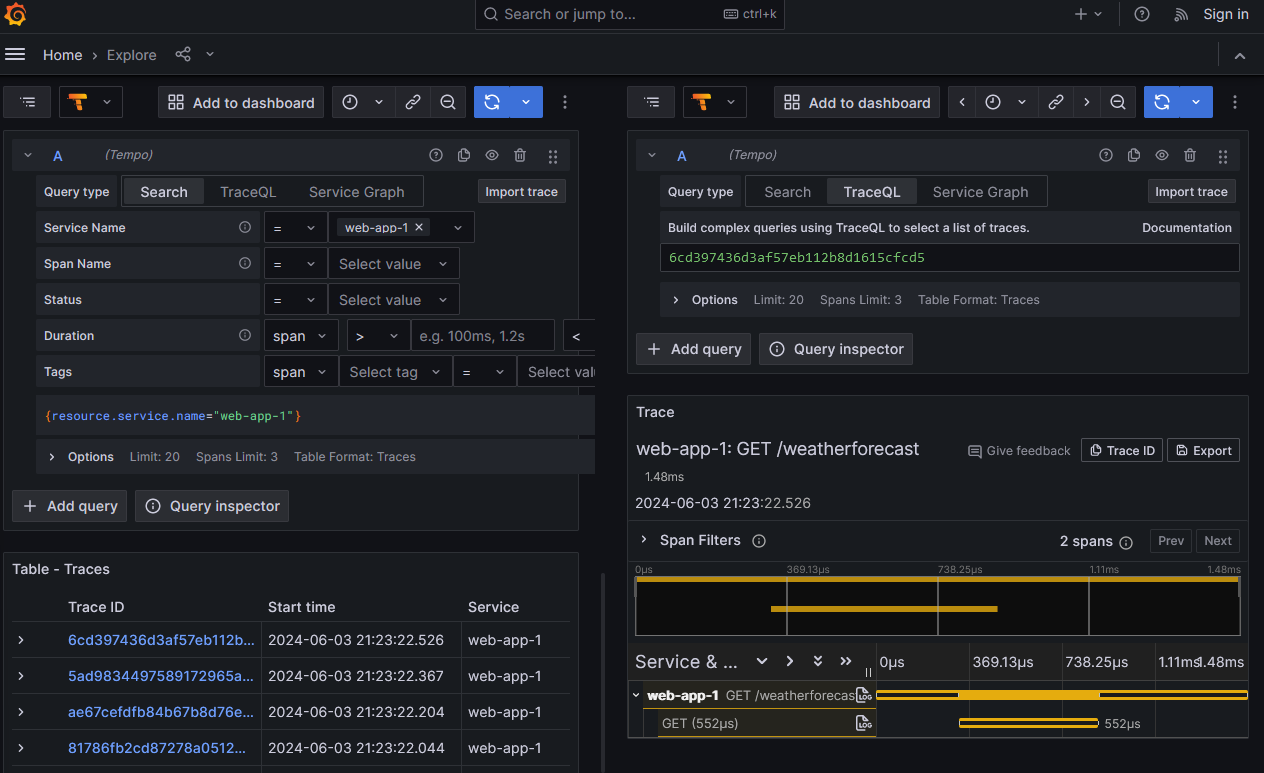 Search or jump to...
ctrl+k
Sign in
Home › Explore
Add to dashboard
A (Tempo)
Query type Search TraceQL Service Graph Import trace
Service Name = web-app-1
Span Name = Select value
Status = Select value
Duration span > e.g. 100ms, 1.2s <
Tags span Select tag = Select val
{resource.service.name="web-app-1"}
Options Limit: 20 Spans Limit: 3 Table Format: Traces
+ Add query Query inspector
Table - Traces
Trace ID Start time Service
6cd397436d3af57eb112b... 2024-06-03 21:23:22.526 web-app-1
5ad9834497589172965a... 2024-06-03 21:23:22.367 web-app-1
ae67cefdfb84b67b8d76e... 2024-06-03 21:23:22.204 web-app-1
81786fb2cd87278a0512... 2024-06-03 21:23:22.044 web-app-1
Add to dashboard
A (Tempo)
Query type Search TraceQL Service Graph Import trace
Build complex queries using TraceQL to select a list of traces. Documentation
6cd397436d3af57eb112b8d1615cfcd5
Options Limit: 20 Spans Limit: 3 Table Format: Traces
+ Add query Query inspector
Trace
web-app-1: GET /weatherforecast Give feedback Trace ID Export
1.48ms
2024-06-03 21:23:22.526
Span Filters 2 spans Prev Next
0µs 369.13µs 738.25µs 1.11ms 1.48ms
Service & ... 0µs 369.13µs 738.25µs 1.11ms 1.48ms
web-app-1 GET /weatherforecas LOG
GET (552µs) LOG 552µs